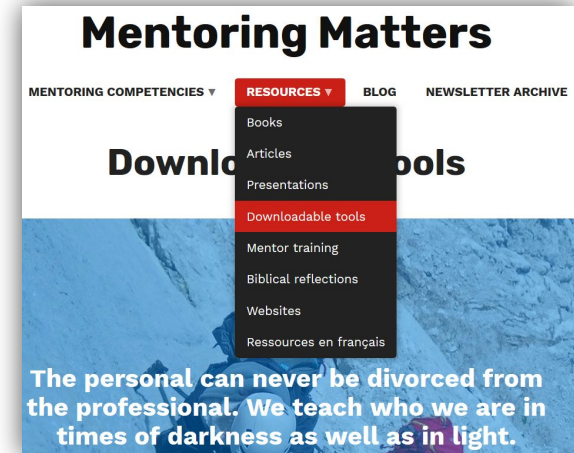 Mentoring Matters
MENTORING COMPETENCIES ▼ RESOURCES ▼ BLOG NEWSLETTER ARCHIVE
Books
Articles
Presentations
Downloadable tools
Mentor training
Biblical reflections
Websites
Ressources en français
The personal can never be divorced from
the professional. We teach who we are in
times of darkness as well as in light.